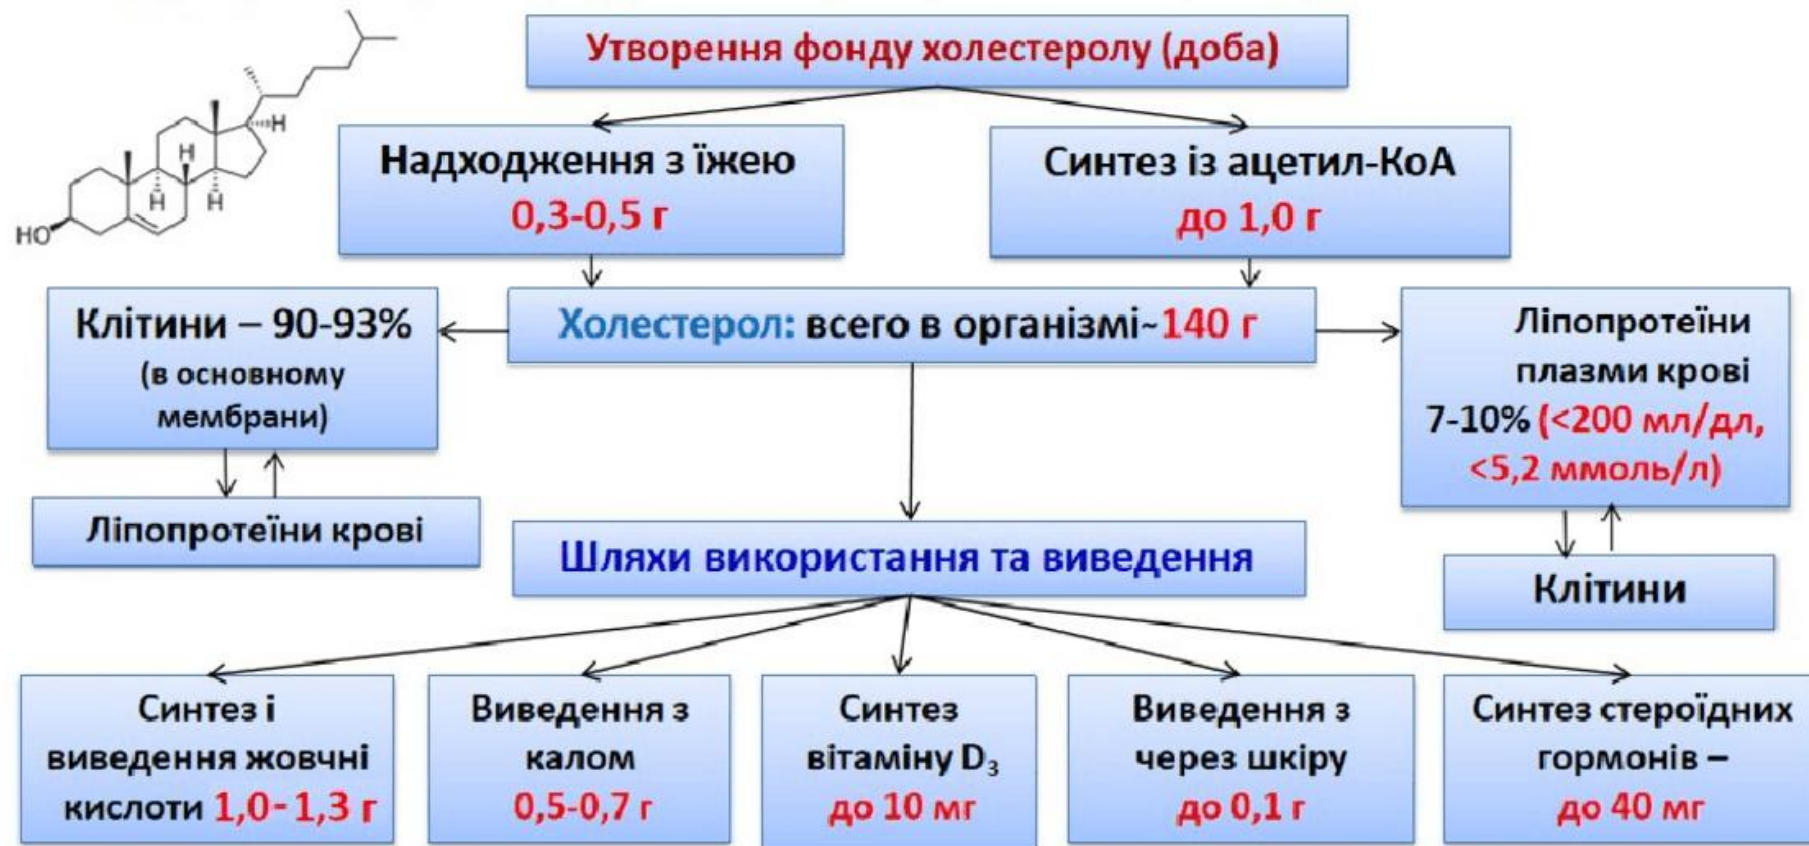 Утворення фонду холестеролу (доба)
Надходження з їжею
0,3-0,5 г
Синтез із ацетил-КоА
до 1,0 г
H
H
H
H
HO
Клітини – 90-93%
(в основному
мембрани)
Холестерол: всего в організмі~140 г
Ліпопротеїни
плазми крові
7-10% (<200 мл/дл,
<5,2 ммоль/л)
Ліпопротеїни крові
Клітини
Шляхи використання та виведення
Синтез і
виведення жовчні
кислоти 1,0-1,3 г
Виведення з
калом
0,5-0,7 г
Синтез
вітаміну D₃
до 10 мг
Виведення з
через шкіру
до 0,1 г
Синтез стероїдних
гормонів –
до 40 мг